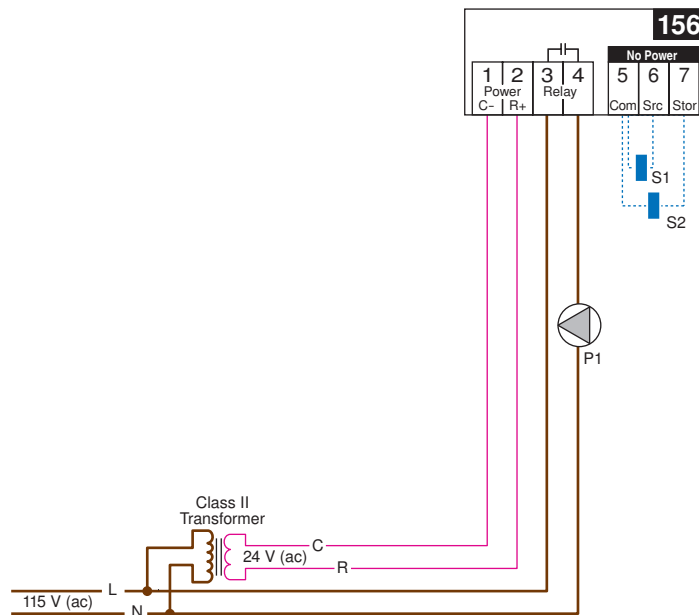 156
No Power
1 2 3 4 5 6 7
Power Relay
C- R+ Com Src Stor
S1
S2
P1
Class II
Transformer
C
24 V (ac)
R
L
115 V (ac)
N